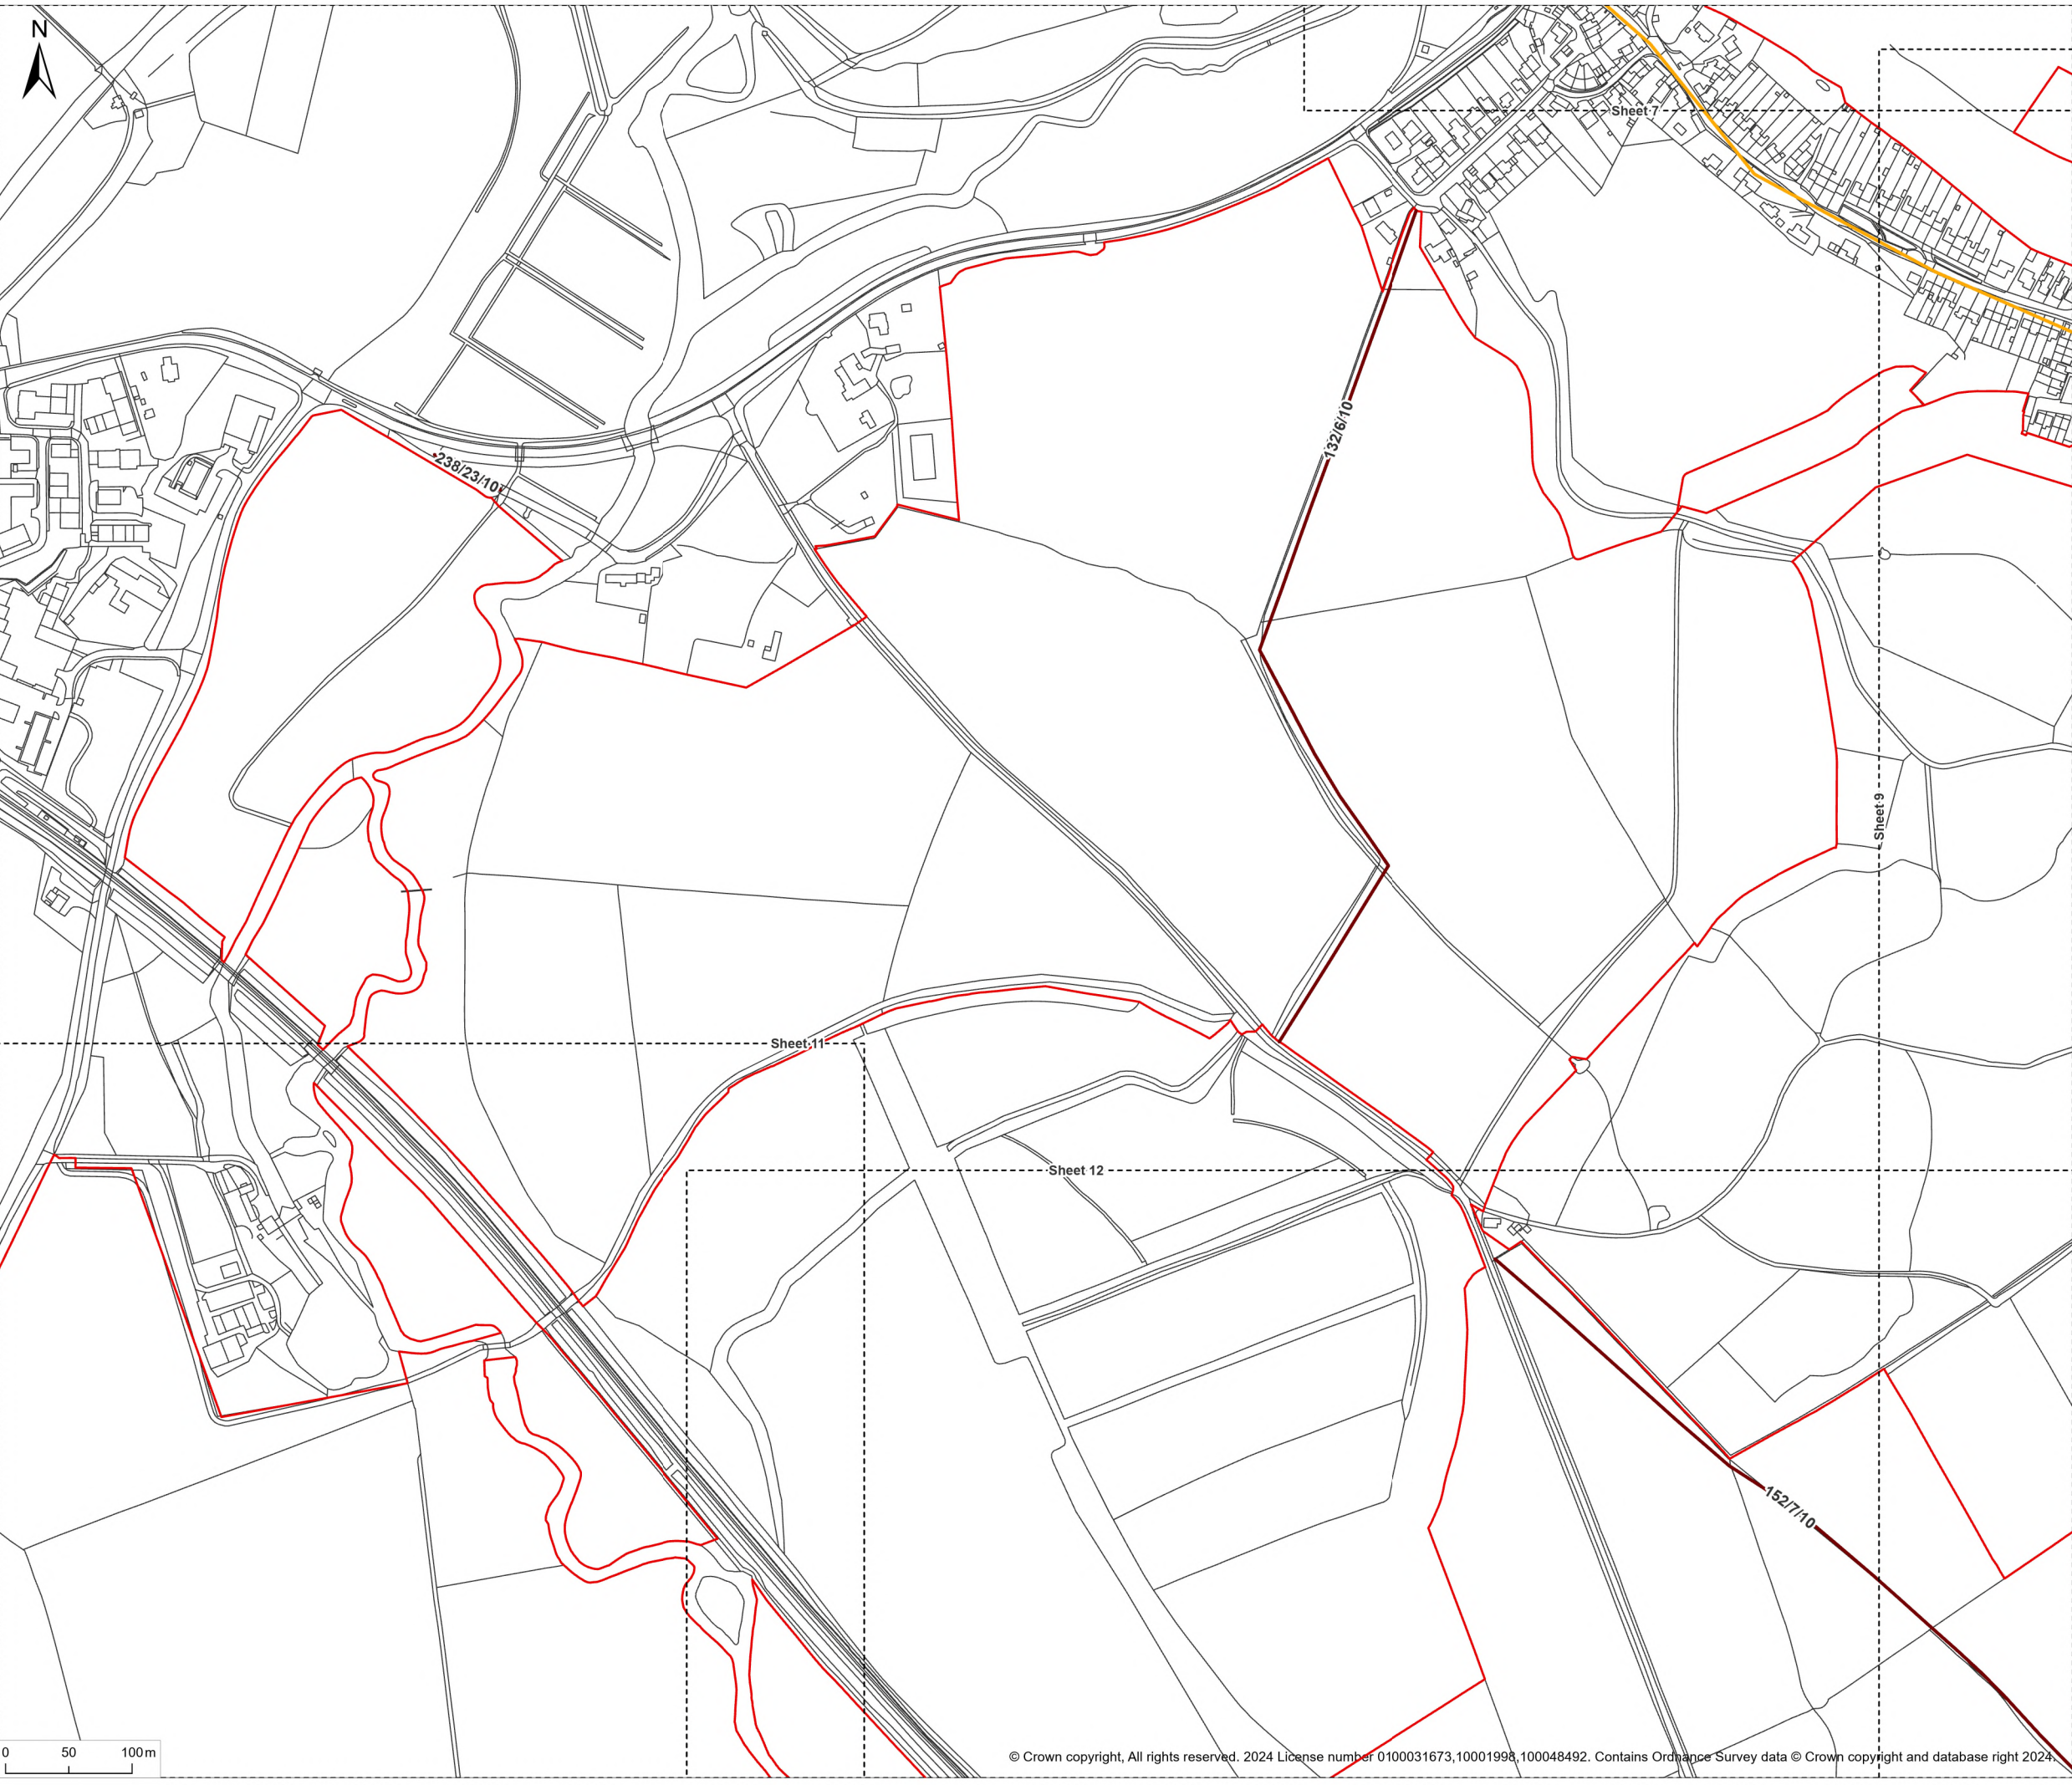 N
Sheet 7
132/6/10
238/23/10
Sheet 9
Sheet 11
Sheet 12
152/7/10
0 50 100 m
© Crown copyright, All rights reserved. 2024 License number 0100031673,10001998,100048492. Contains Ordnance Survey data © Crown copyright and database right 2024.